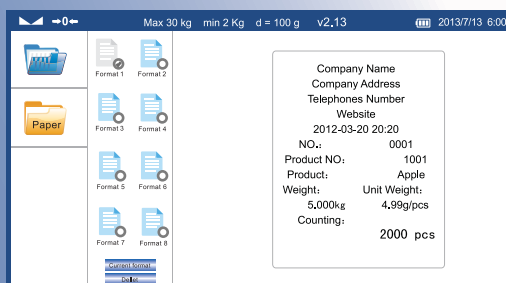 →0← Max 30 kg min 2 Kg d = 100 g v2.13 2013/7/13 6:00
Paper
Format 1 Format 2
Format 3 Format 4
Format 5 Format 6
Format 7 Format 8
Current format
Company Name
Company Address
Telephones Number
Website
2012-03-20 20:20
NO.: 0001
Product NO: 1001
Product: Apple
Weight: Unit Weight:
5.000kg 4.99g/pcs
Counting:
2000 pcs